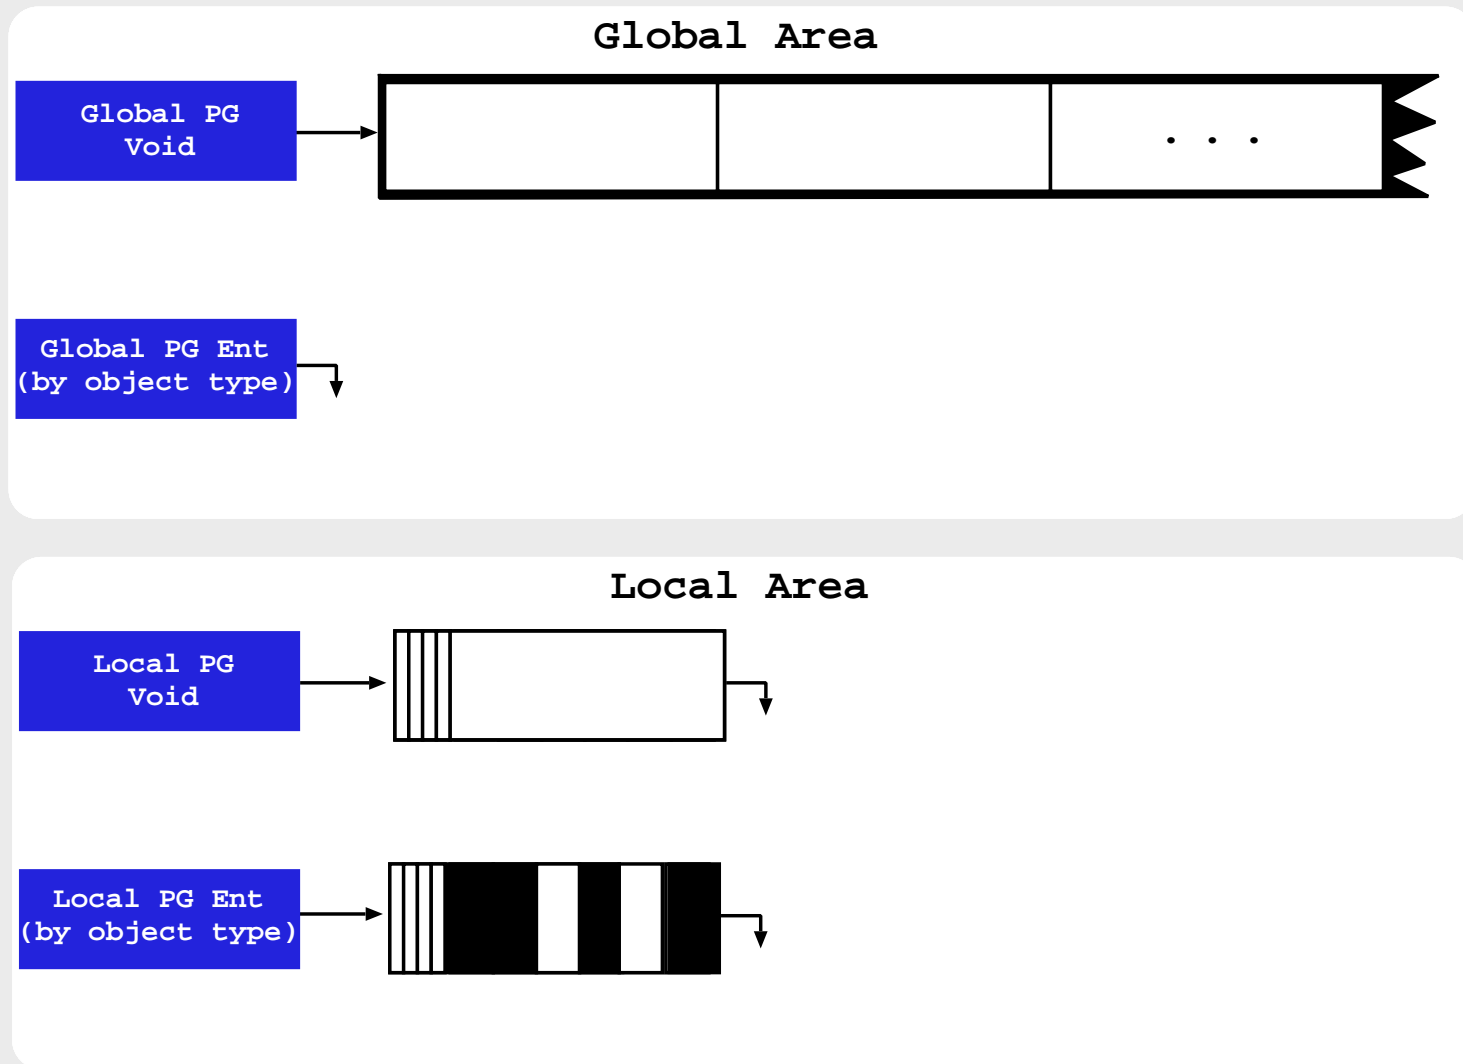 Global Area
Global PG
Void
. . .
Global PG Ent
(by object type)
Local Area
Local PG
Void
Local PG Ent
(by object type)